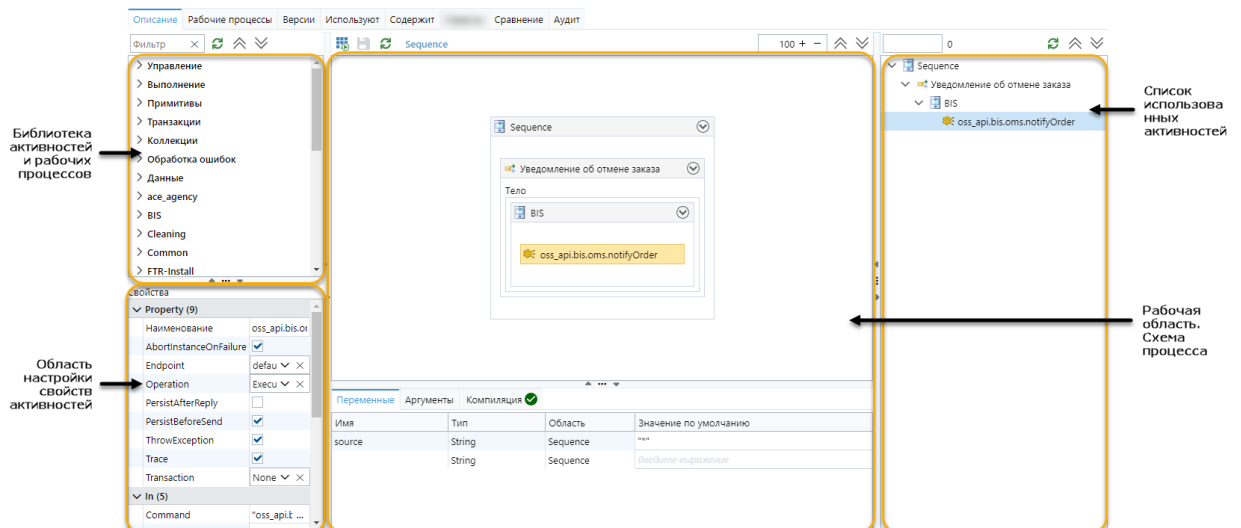 Описание Рабочие процессы Версии Используют Содержит Сравнение Аудит
Фильтр
Sequence
100 + −
0
Управление
Выполнение
Примитивы
Транзакции
Коллекции
Обработка ошибок
Данные
ace_agency
BIS
Cleaning
Common
FTR-Install
Библиотека
активностей
и рабочих
процессов
Свойства
Property (9)
Наименование oss_api.bis.or
AbortInstanceOnFailure
Endpoint defau
Operation Execu
PersistAfterReply
PersistBeforeSend
ThrowException
Trace
Transaction None
In (5)
Command "oss_api.b ...
Область
настройки
свойств
активностей
Sequence
Уведомление об отмене заказа
Тело
BIS
oss_api.bis.oms.notifyOrder
Переменные Аргументы Компиляция
Имя Тип Область Значение по умолчанию
source String Sequence "*"
String Sequence Введите выражение
Sequence
Уведомление об отмене заказа
BIS
oss_api.bis.oms.notifyOrder
Список
использова
нных
активностей
Рабочая
область.
Схема
процесса